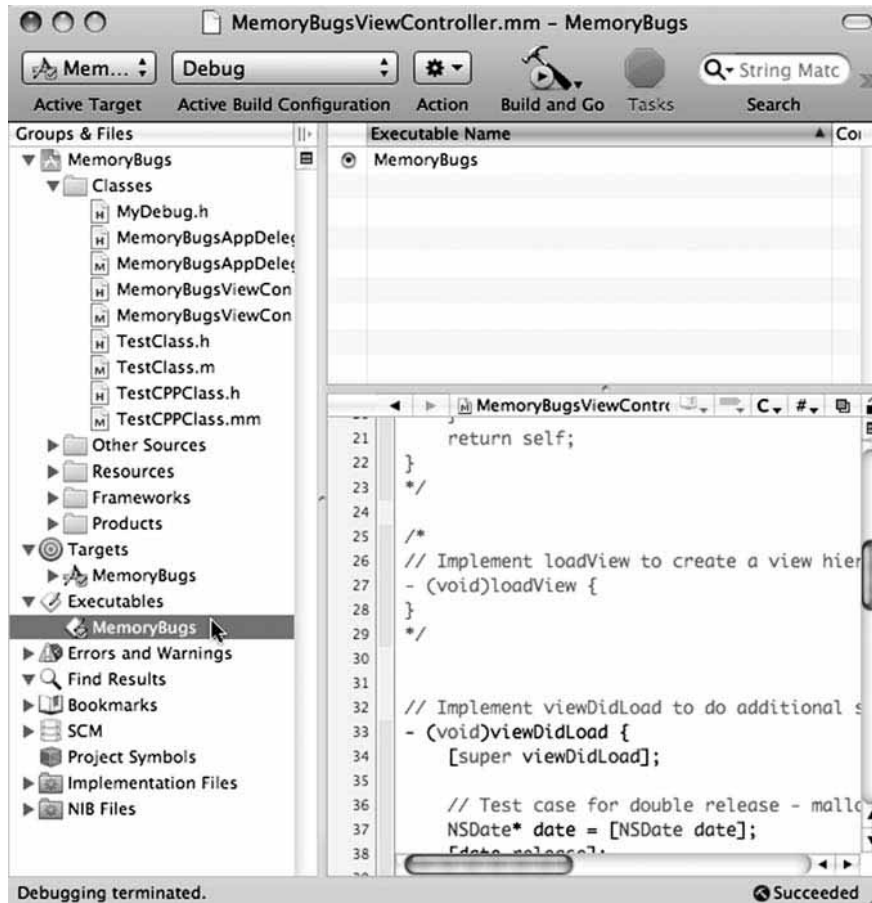 MemoryBugsViewController.mm – MemoryBugs
Mem... Debug String Matc
Active Target Active Build Configuration Action Build and Go Tasks Search
Groups & Files
MemoryBugs
Classes
MyDebug.h
MemoryBugsAppDeleg
MemoryBugsAppDeleg
MemoryBugsViewCon
MemoryBugsViewCon
TestClass.h
TestClass.m
TestCPPClass.h
TestCPPClass.mm
Other Sources
Resources
Frameworks
Products
Targets
MemoryBugs
Executables
MemoryBugs
Errors and Warnings
Find Results
Bookmarks
SCM
Project Symbols
Implementation Files
NIB Files
Executable Name
MemoryBugs
MemoryBugsViewContr C #
21 return self;
22 }
23 */
24
25 /*
26 // Implement loadView to create a view hier
27 - (void)loadView {
28 }
29 */
30
31
32 // Implement viewDidLoad to do additional s
33 - (void)viewDidLoad {
34 [super viewDidLoad];
35
36 // Test case for double release - mallo
37 NSDate* date = [NSDate date];
38 [date release];
Debugging terminated. Succeeded